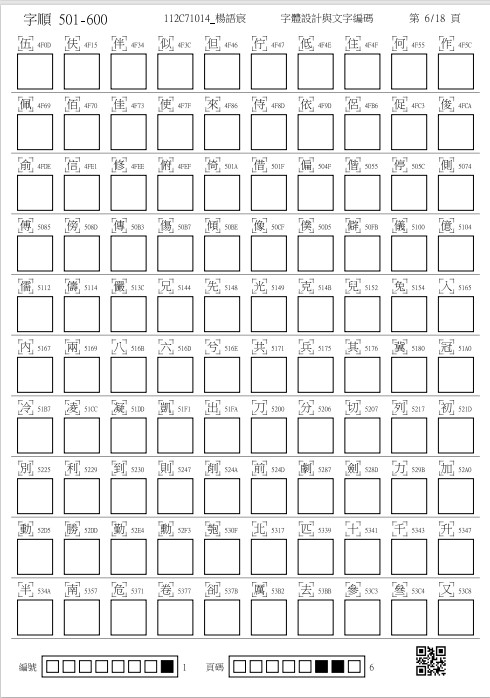 字順 501-600 112C71014_楊語宸 字體設計與文字編碼 第 6/18 頁
伍 4F0D 伕 4F15 伴 4F34 似 4F3C 但 4F46 佇 4F47 低 4F4E 住 4F4F 何 4F55 作 4F5C
佩 4F69 佰 4F70 佳 4F73 使 4F7F 來 4F86 侍 4F8D 依 4F9D 侶 4FB6 促 4FC3 俊 4FCA
俞 4FDE 信 4FE1 修 4FEE 俯 4FEF 倚 501A 借 501F 偏 504F 偕 5055 停 505C 側 5074
傅 5085 傍 508D 傳 50B3 傷 50B7 傾 50BE 像 50CF 僕 50D5 僻 50FB 儀 5100 億 5104
儒 5112 儔 5114 儼 513C 兄 5144 先 5148 光 5149 克 514B 兒 5152 兔 5154 入 5165
內 5167 兩 5169 八 516B 六 516D 兮 516E 共 5171 兵 5175 其 5176 冀 5180 冠 51A0
冷 51B7 凌 51CC 凝 51DD 凱 51F1 出 51FA 刀 5200 分 5206 切 5207 列 5217 初 521D
別 5225 利 5229 到 5230 則 5247 創 524A 前 524D 劇 5287 劍 528D 力 529B 加 52A0
動 52D5 勝 52DD 勤 52E4 勳 52F3 匏 530F 北 5317 匹 5339 十 5341 千 5343 升 5347
半 534A 南 5357 危 5371 卷 5377 卻 537B 厲 53B2 去 53BB 參 53C3 叄 53C4 又 53C8
編號 1 頁碼 6